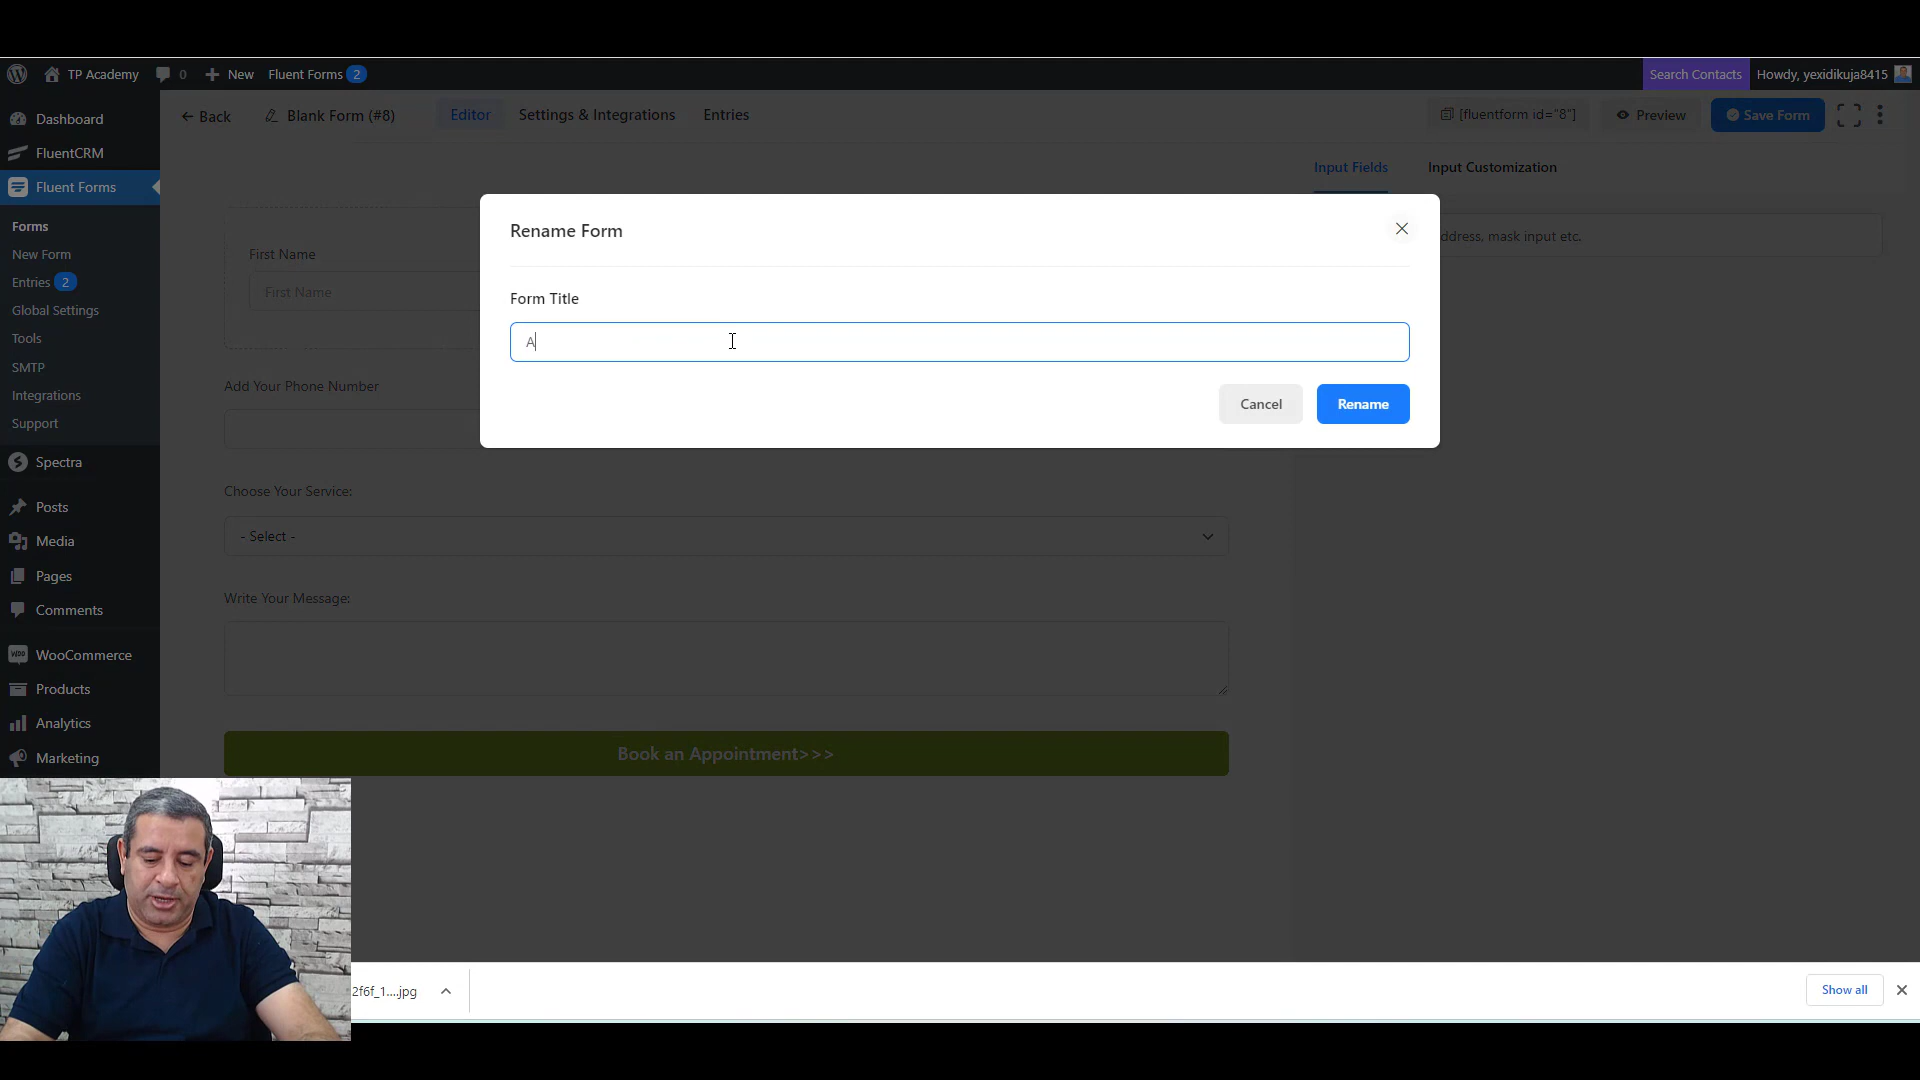 TP Academy
0
New
Fluent Forms 2
Search Contacts
Howdy, yexidikuja8415
Dashboard
FluentCRM
Fluent Forms
Forms
New Form
Entries 2
Global Settings
Tools
SMTP
Integrations
Support
Spectra
Posts
Media
Pages
Comments
WooCommerce
Products
Analytics
Marketing
Back
Blank Form (#8)
Editor
Settings & Integrations
Entries
[fluentform id="8"]
Preview
Save Form
Input Fields
Input Customization
ddress, mask input etc.
First Name
First Name
Add Your Phone Number
Choose Your Service:
- Select -
Write Your Message:
Book an Appointment>>>
Rename Form
Form Title
A
Cancel
Rename
2f6f_1....jpg
Show all